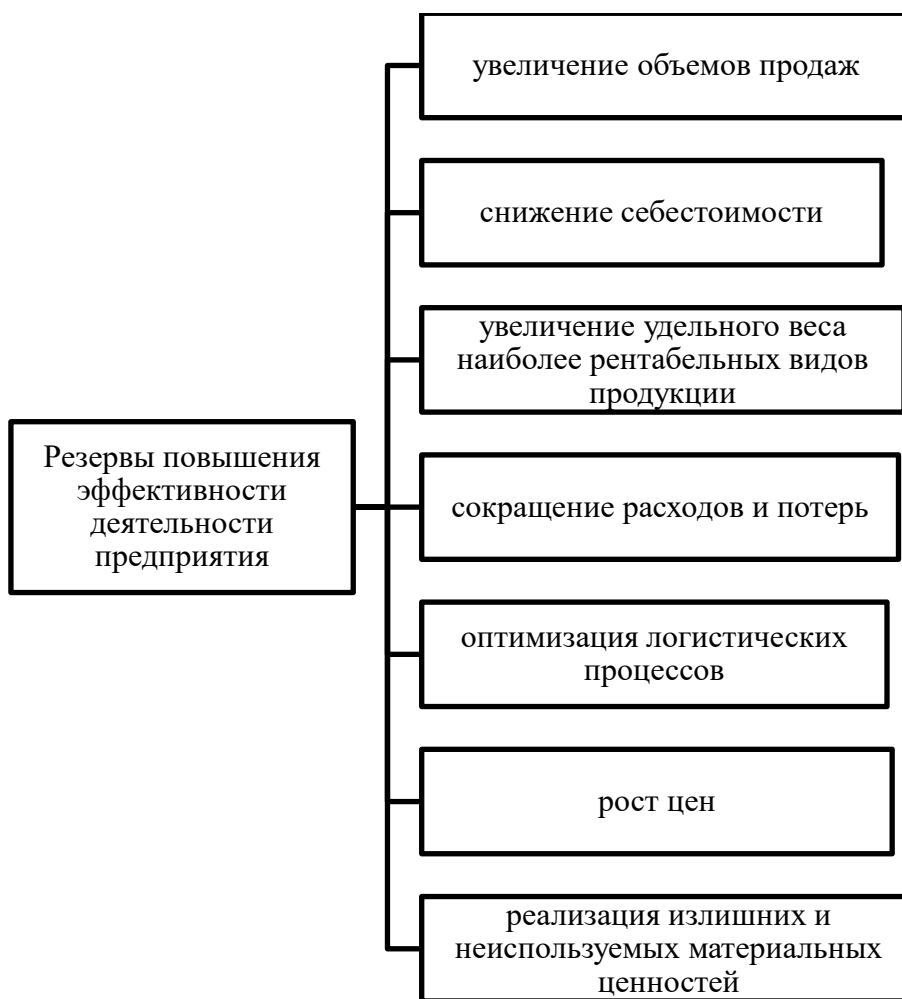 Резервы повышения
эффективности
деятельности
предприятия
увеличение объемов продаж
снижение себестоимости
увеличение удельного веса
наиболее рентабельных видов
продукции
сокращение расходов и потерь
оптимизация логистических
процессов
рост цен
реализация излишних и
неиспользуемых материальных
ценностей